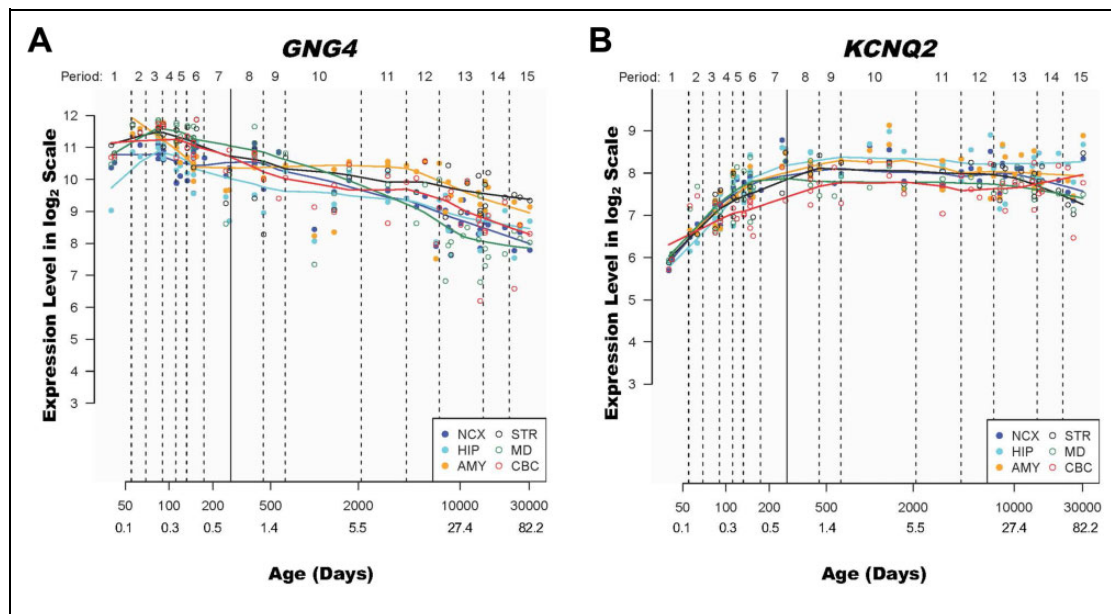 A
GNG4
Period: 1 2 3 4 5 6 7 8 9 10 11 12 13 14 15
12
11
10
9
8
7
6
5
4
3
Expression Level in log₂ Scale
NCX STR
HIP MD
AMY CBC
50 100 200 500 2000 10000 30000
0.1 0.3 0.5 1.4 5.5 27.4 82.2
Age (Days)
B
KCNQ2
Period: 1 2 3 4 5 6 7 8 9 10 11 12 13 14 15
9
8
7
6
5
4
3
Expression Level in log₂ Scale
NCX STR
HIP MD
AMY CBC
50 100 200 500 2000 10000 30000
0.1 0.3 0.5 1.4 5.5 27.4 82.2
Age (Days)